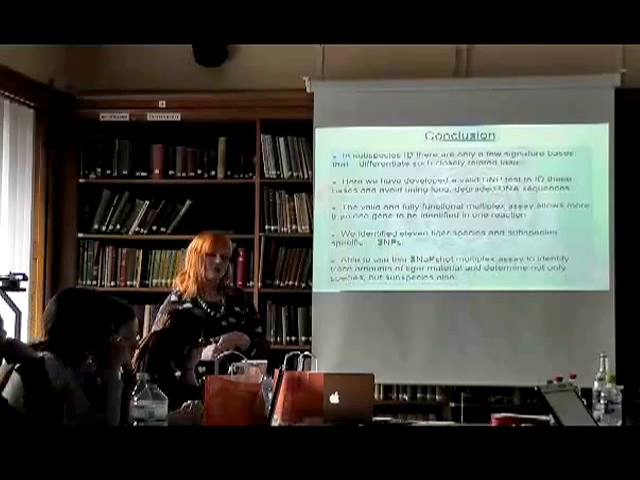 Conclusion
In subspecies ID there are only a few signature bases
that differentiate such closely related taxa.
Here we have developed a valid SNP test to ID these
bases and avoid using long, degraded DNA sequences.
The valid and fully functional multiplex assay allows more
than one gene to be identified in one reaction
We identified eleven tiger species and subspecies
specific SNPs.
Able to use this SNaPshot multiplex assay to identify
trace amounts of tiger material and determine not only
species, but subspecies also.